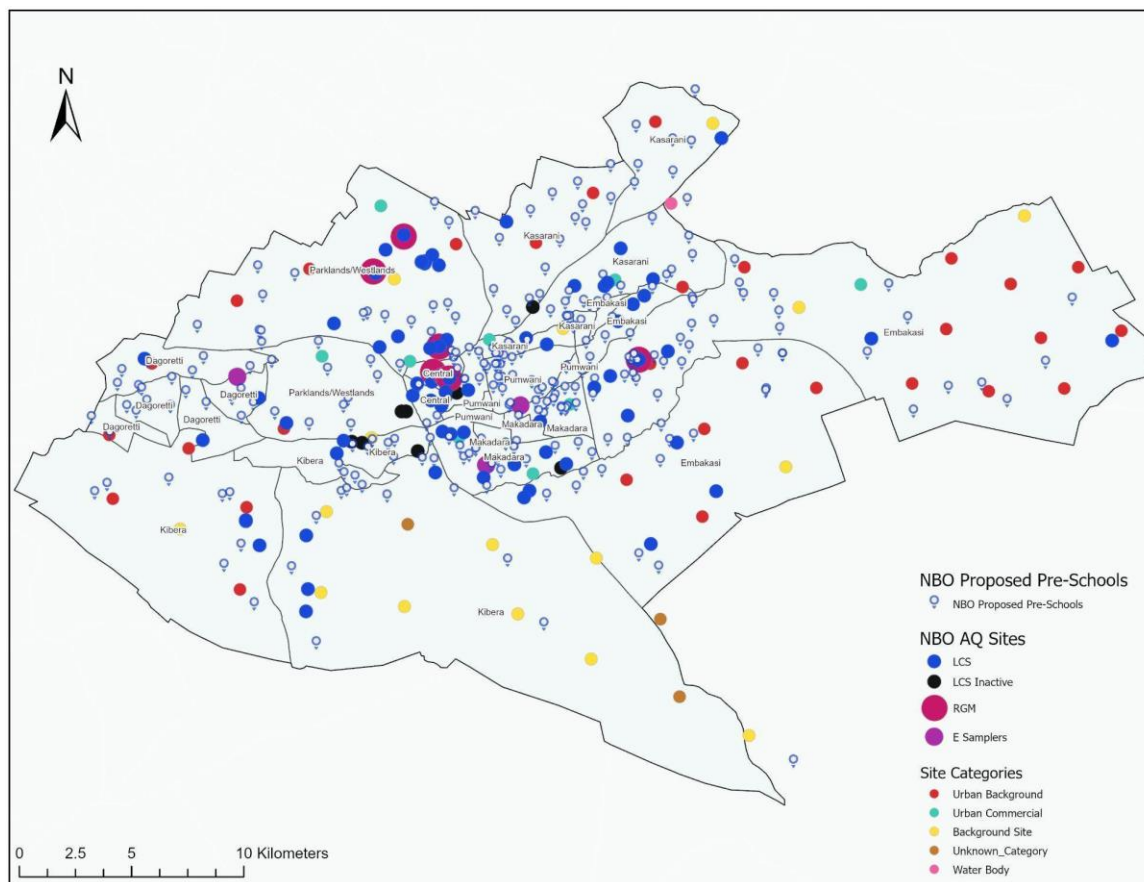 N
Kasarani
Kasarani
Kasarani
Parklands/Westlands
Embakasi
Embakasi
Kasarani
Embakasi
Kasarani
Dagoretti
Pumwani
Central
Pumwani
Dagoretti
Parklands/Westlands
Central
Pumwani
Dagoretti
Pumwani
Dagoretti
Dagoretti
Makadara
Makadara
Makadara
Kibera
Makadara
Kibera
Embakasi
Kibera
Kibera
NBO Proposed Pre-Schools
NBO Proposed Pre-Schools
NBO AQ Sites
LCS
LCS Inactive
RGM
E Samplers
Site Categories
Urban Background
Urban Commercial
Background Site
Unknown_Category
Water Body
0 2.5 5 10 Kilometers